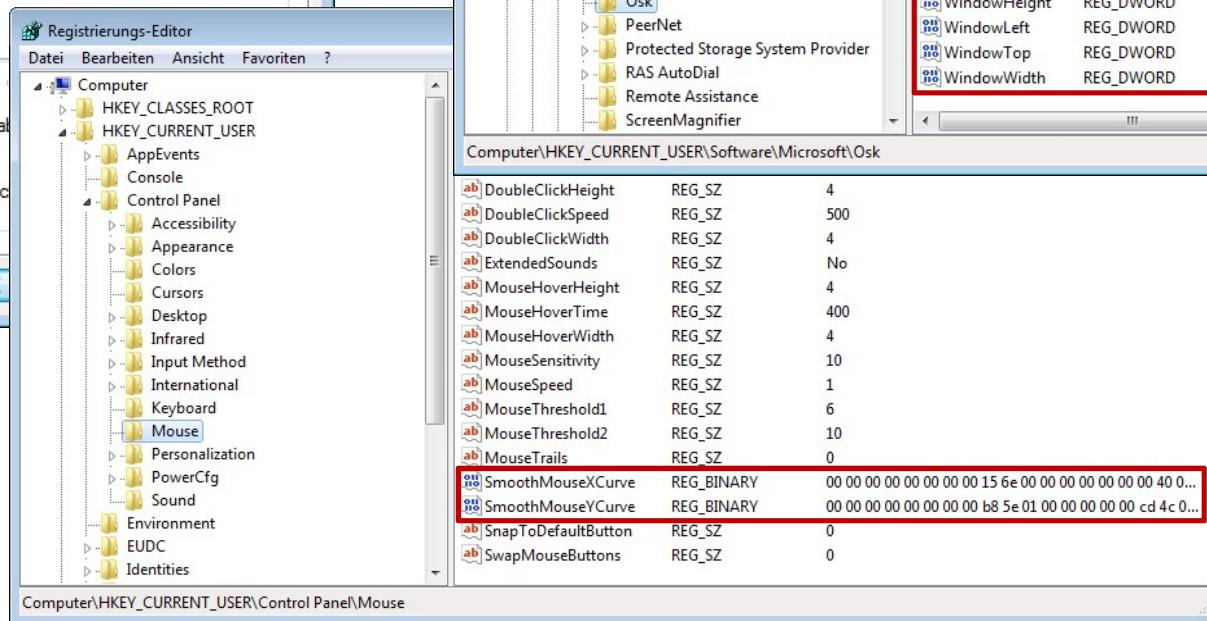 Osk
PeerNet
Protected Storage System Provider
RAS AutoDial
Remote Assistance
ScreenMagnifier
WindowHeight REG_DWORD
WindowLeft REG_DWORD
WindowTop REG_DWORD
WindowWidth REG_DWORD
Computer\HKEY_CURRENT_USER\Software\Microsoft\Osk
Registrierungs-Editor
Datei Bearbeiten Ansicht Favoriten ?
Computer
HKEY_CLASSES_ROOT
HKEY_CURRENT_USER
AppEvents
Console
Control Panel
Accessibility
Appearance
Colors
Cursors
Desktop
Infrared
Input Method
International
Keyboard
Mouse
Personalization
PowerCfg
Sound
Environment
EUDC
Identities
DoubleClickHeight REG_SZ 4
DoubleClickSpeed REG_SZ 500
DoubleClickWidth REG_SZ 4
ExtendedSounds REG_SZ No
MouseHoverHeight REG_SZ 4
MouseHoverTime REG_SZ 400
MouseHoverWidth REG_SZ 4
MouseSensitivity REG_SZ 10
MouseSpeed REG_SZ 1
MouseThreshold1 REG_SZ 6
MouseThreshold2 REG_SZ 10
MouseTrails REG_SZ 0
SmoothMouseXCurve REG_BINARY 00 00 00 00 00 00 00 00 15 6e 00 00 00 00 00 00 00 40 0...
SmoothMouseYCurve REG_BINARY 00 00 00 00 00 00 00 00 b8 5e 01 00 00 00 00 00 cd 4c 0...
SnapToDefaultButton REG_SZ 0
SwapMouseButtons REG_SZ 0
Computer\HKEY_CURRENT_USER\Control Panel\Mouse